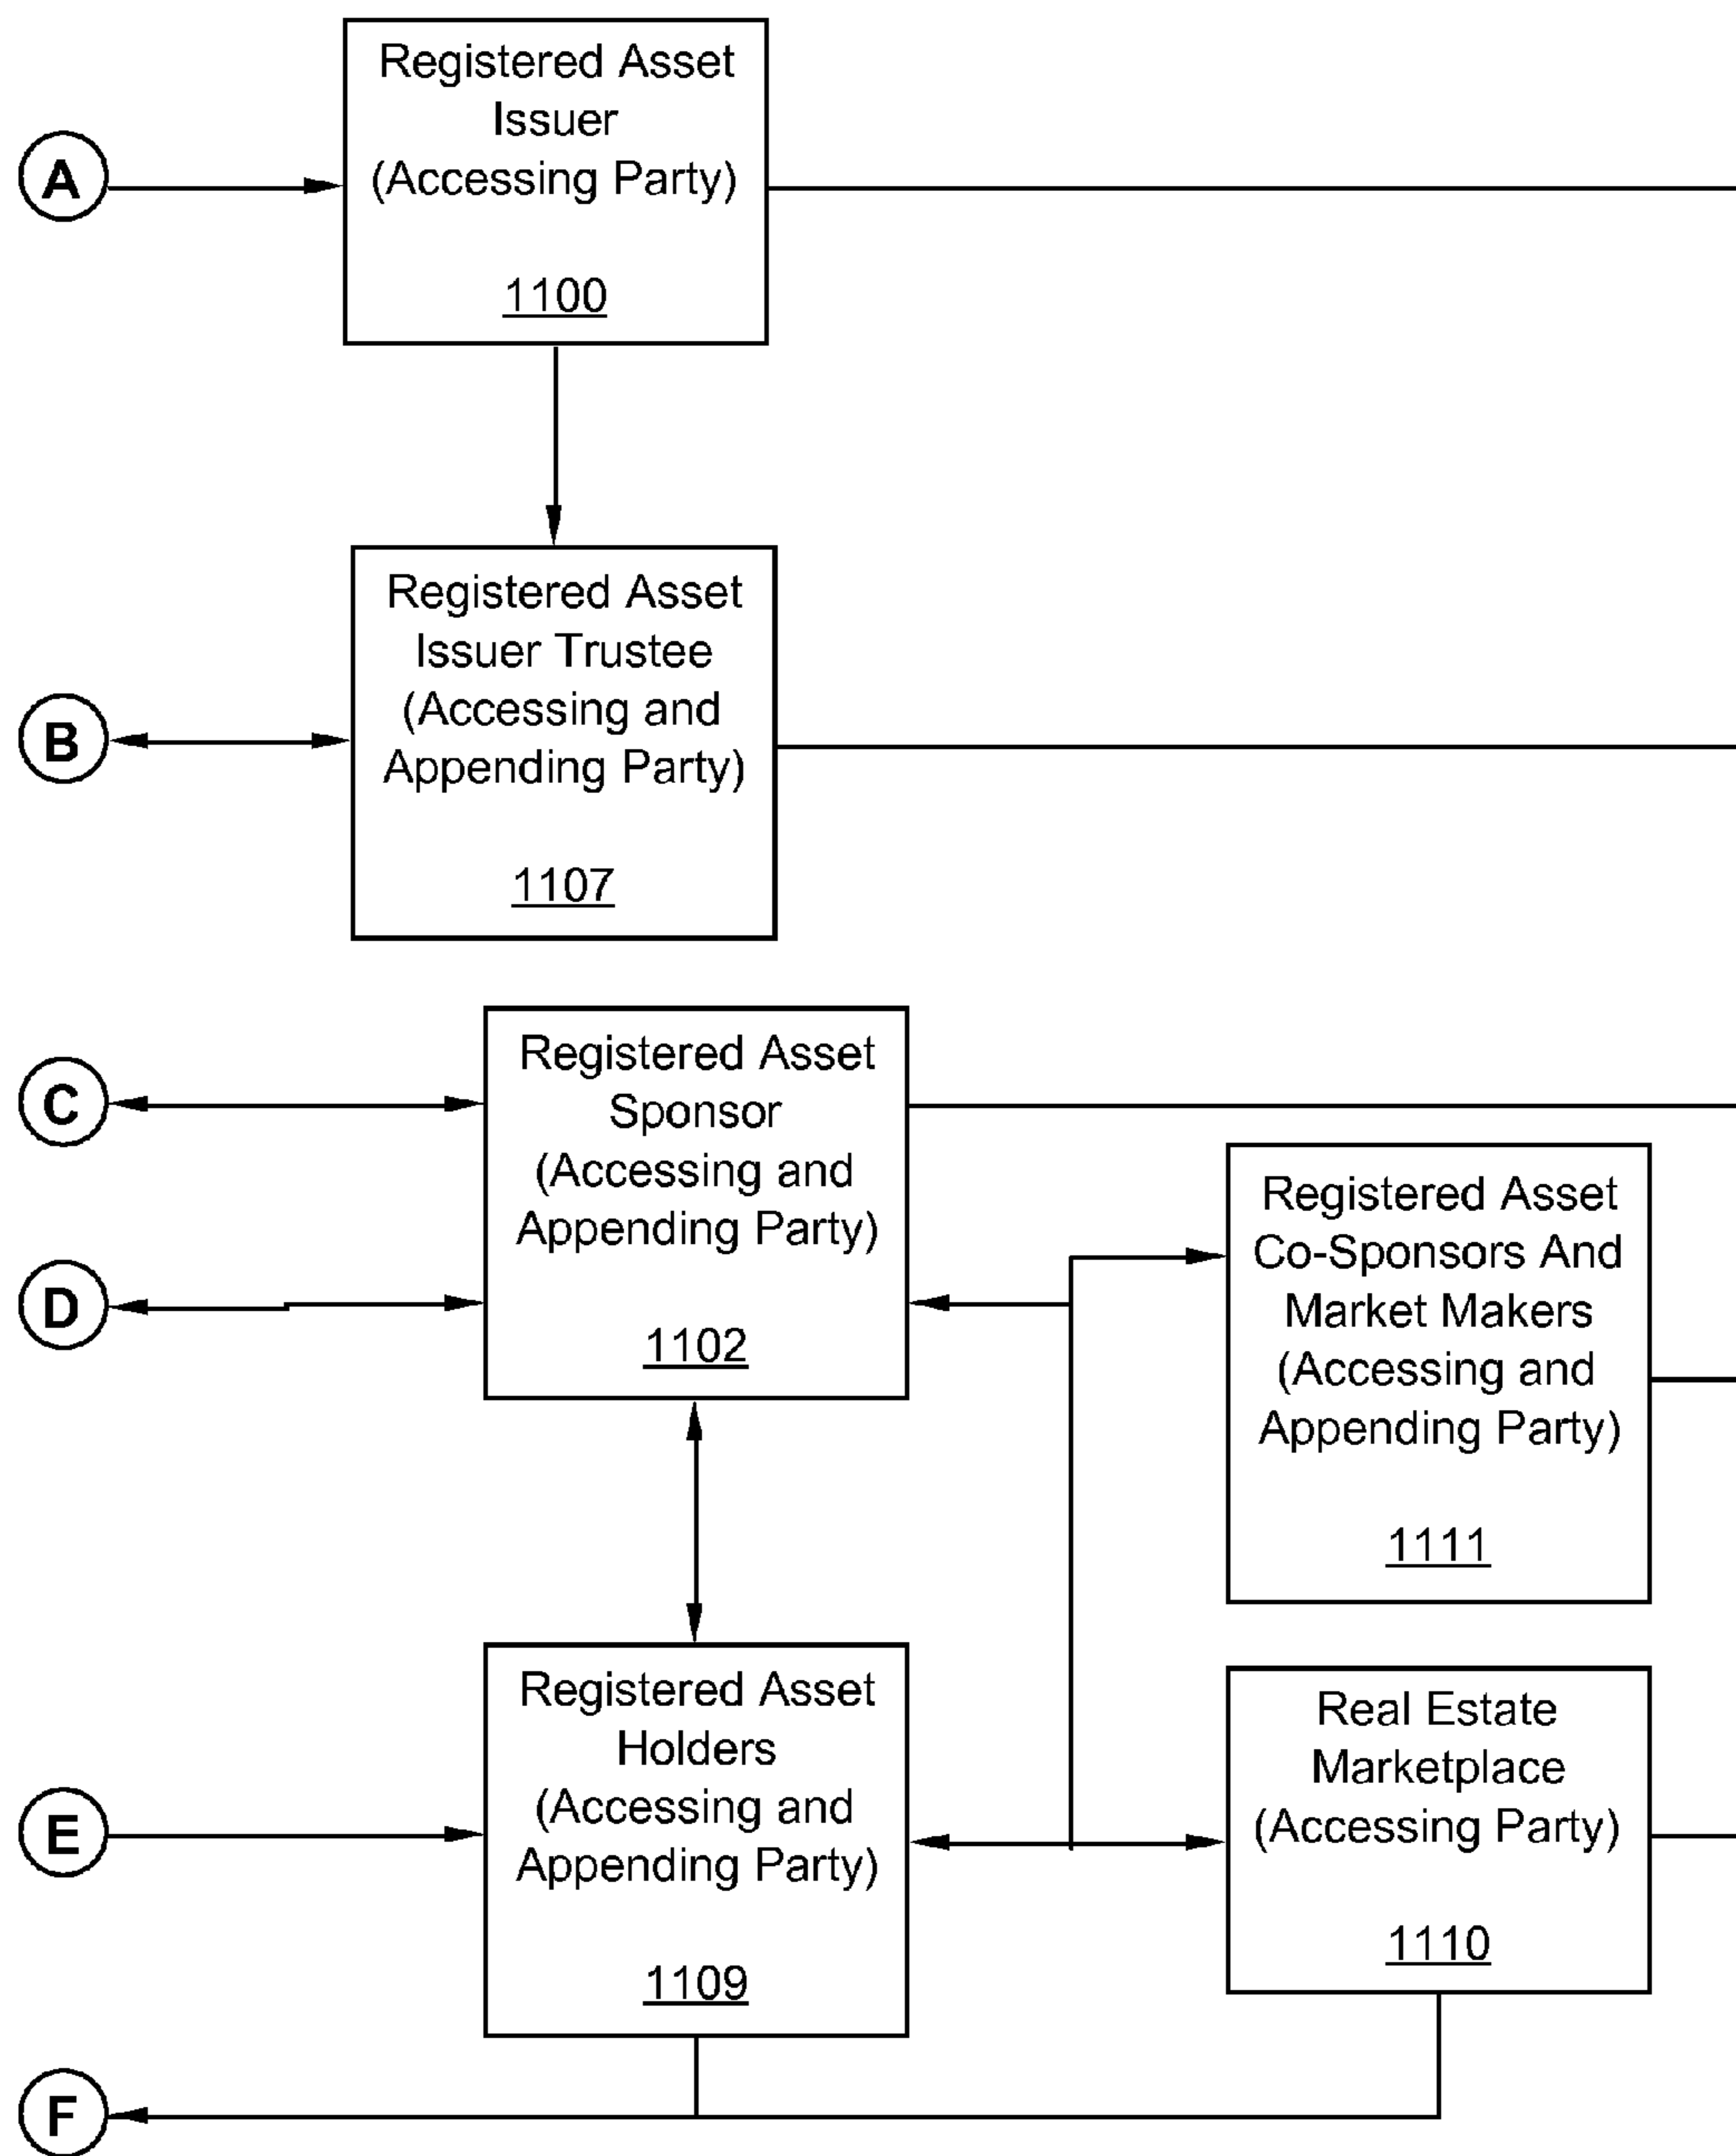 A
Registered Asset
Issuer
(Accessing Party)
1100
B
Registered Asset
Issuer Trustee
(Accessing and
Appending Party)
1107
C
D
Registered Asset
Sponsor
(Accessing and
Appending Party)
1102
Registered Asset
Co-Sponsors And
Market Makers
(Accessing and
Appending Party)
1111
E
Registered Asset
Holders
(Accessing and
Appending Party)
1109
Real Estate
Marketplace
(Accessing Party)
1110
F